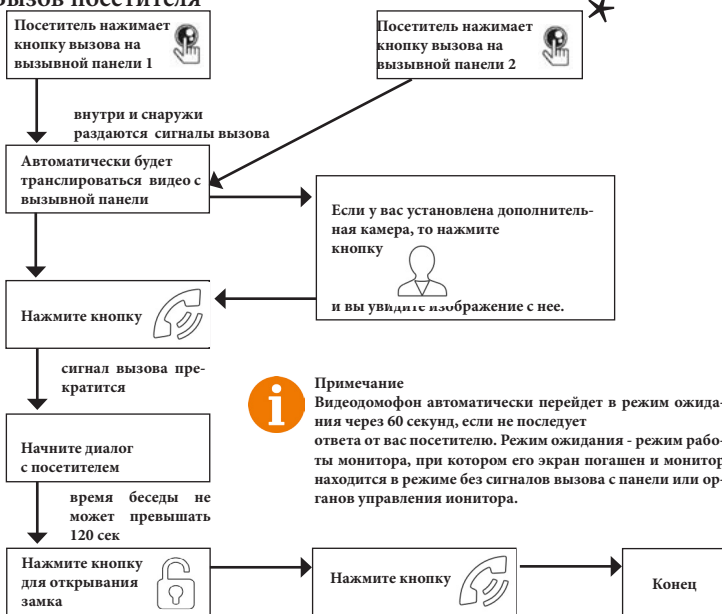 Вызов посетителя
Посетитель нажимает
кнопку вызова на
вызывной панели 1
Посетитель нажимает
кнопку вызова на
вызывной панели 2
внутри и снаружи
раздаются сигналы вызова
Автоматически будет
транслироваться видео с
вызывной панели
Если у вас установлена дополнитель-
ная камера, то нажмите
кнопку
и вы увидите изображение с нее.
Нажмите кнопку
сигнал вызова пре-
кратится
Примечание
Видеодомофон автоматически перейдет в режим ожида-
ния через 60 секунд, если не последует
ответа от вас посетителю. Режим ожидания - режим рабо-
ты монитора, при котором его экран погашен и монитор
находится в режиме без сигналов вызова с панели или ор-
ганов управления ионитора.
Начните диалог
с посетителем
время беседы не
может превышать
120 сек
Нажмите кнопку
для открывания
замка
Нажмите кнопку
Конец